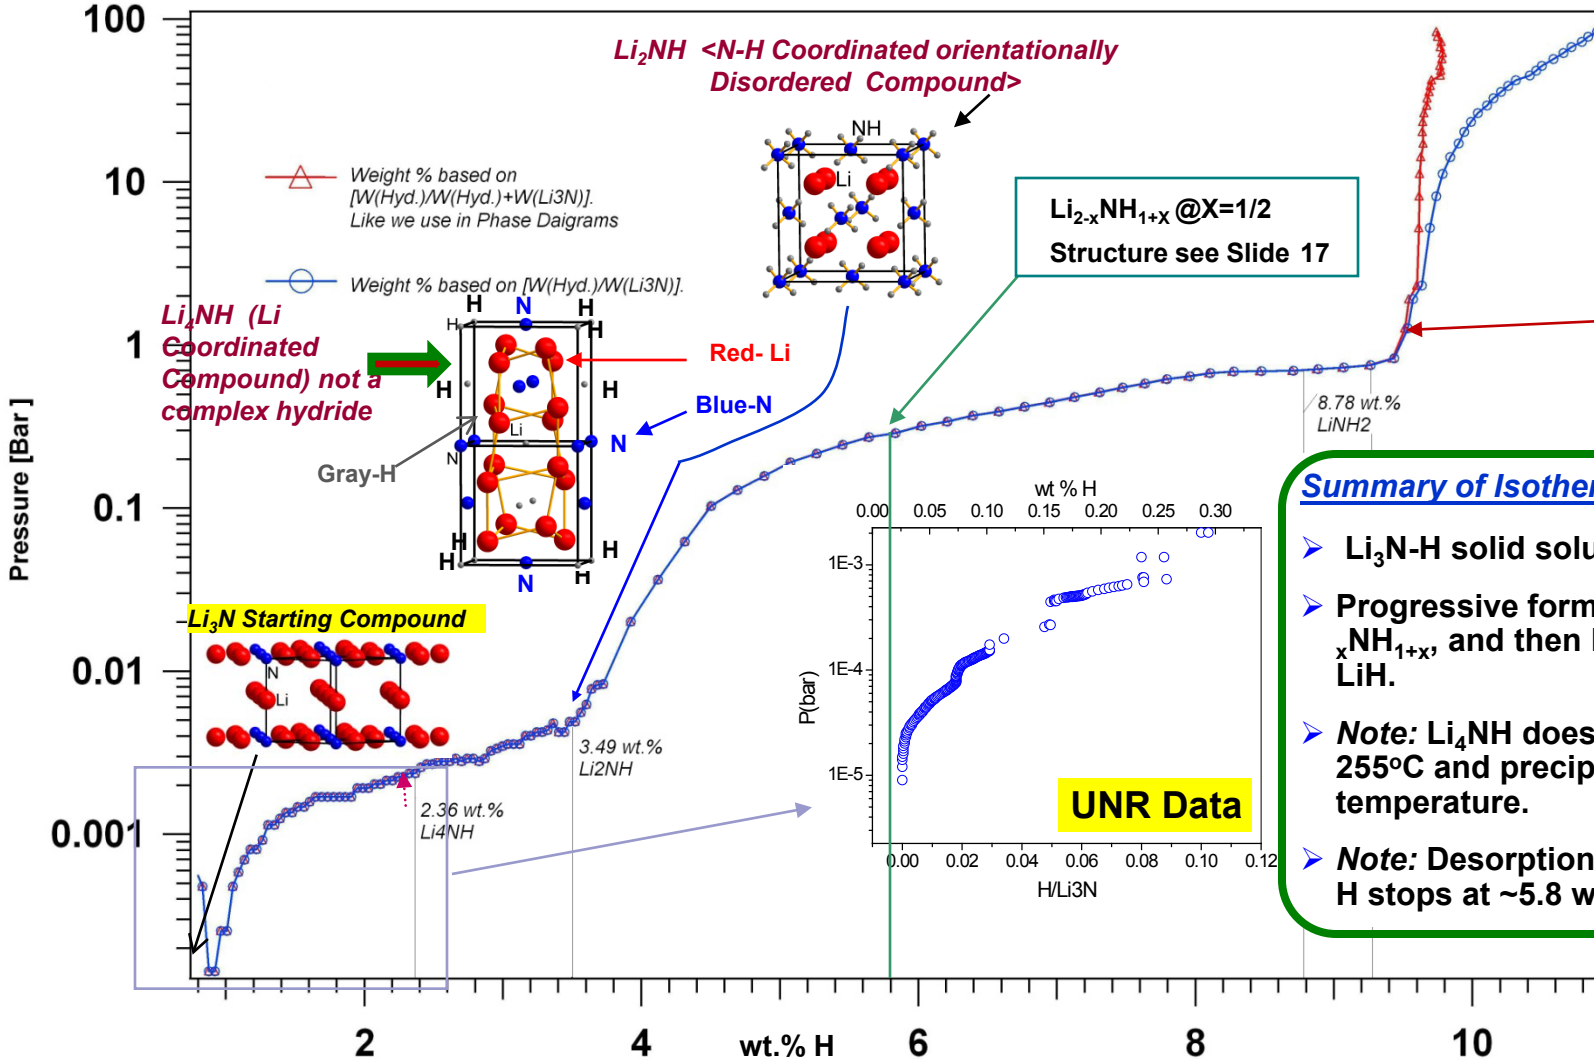 100
10
1
0.1
0.01
0.001
Pressure [Bar ]
Li2NH <N-H Coordinated orientationally
Disordered Compound>
Weight % based on
[W(Hyd.)/W(Hyd.)+W(Li3N)].
Like we use in Phase Daigrams
Weight % based on [W(Hyd.)/W(Li3N)].
Li4NH (Li
Coordinated
Compound) not a
complex hydride
H
N
H
H
H
H
H
Li
N
N
H
H
H
N
Red- Li
Blue-N
N
Gray-H
NH
Li
Li2-xNH1+X @X=1/2
Structure see Slide 17
Li3N Starting Compound
N
Li
2.36 wt.%
Li4NH
3.49 wt.%
Li2NH
8.78 wt.%
LiNH2
wt % H
0.00 0.05 0.10 0.15 0.20 0.25 0.30
1E-3
1E-4
1E-5
P(bar)
UNR Data
0.00 0.02 0.04 0.06 0.08 0.10 0.12
H/Li3N
Summary of Isother
Li3N-H solid solu
Progressive form
xNH1+x, and then
LiH.
Note: Li4NH does
255oC and precip
temperature.
Note: Desorption
H stops at ~5.8 w
2 4 6 8 10
wt.% H